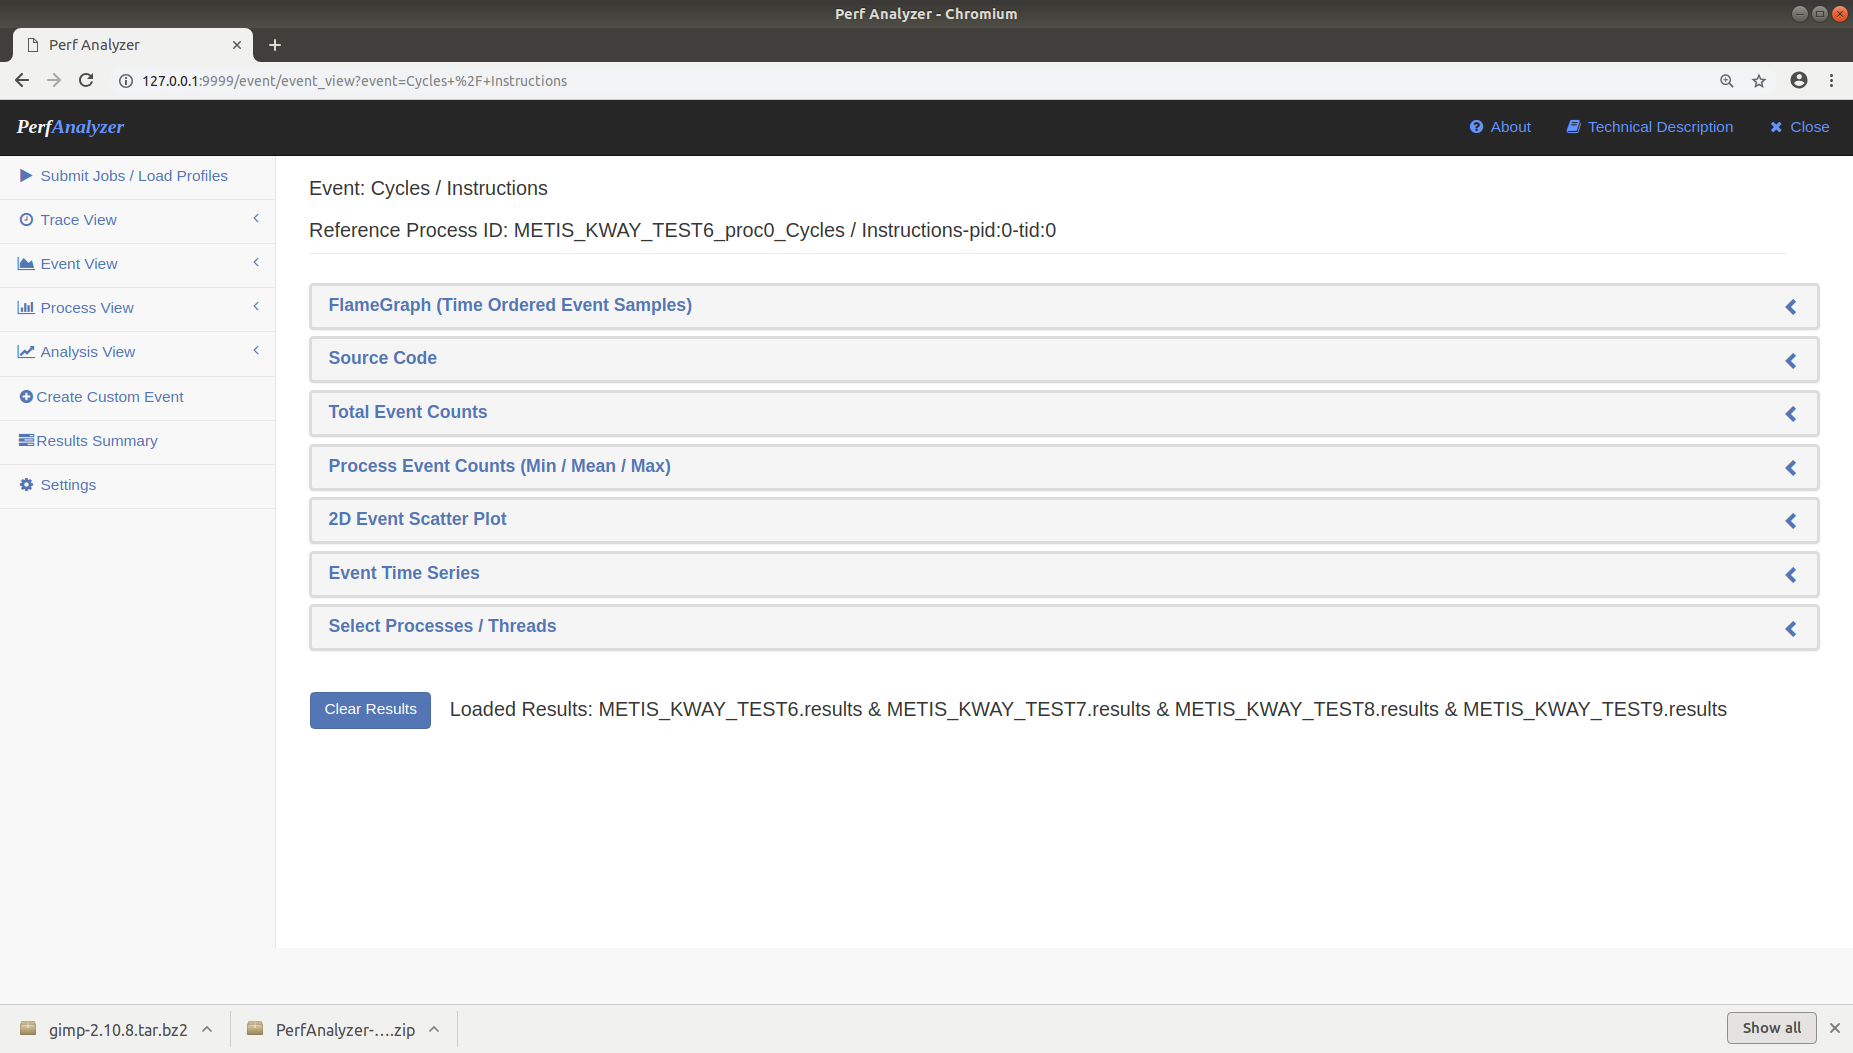 Perf Analyzer - Chromium
Perf Analyzer
127.0.0.1:9999/event/event_view?event=Cycles+%2F+Instructions
PerfAnalyzer
About
Technical Description
Close
Submit Jobs / Load Profiles
Trace View
Event View
Process View
Analysis View
Create Custom Event
Results Summary
Settings
Event: Cycles / Instructions
Reference Process ID: METIS_KWAY_TEST6_proc0_Cycles / Instructions-pid:0-tid:0
FlameGraph (Time Ordered Event Samples)
Source Code
Total Event Counts
Process Event Counts (Min / Mean / Max)
2D Event Scatter Plot
Event Time Series
Select Processes / Threads
Clear Results
Loaded Results: METIS_KWAY_TEST6.results & METIS_KWAY_TEST7.results & METIS_KWAY_TEST8.results & METIS_KWAY_TEST9.results
gimp-2.10.8.tar.bz2
PerfAnalyzer-....zip
Show all